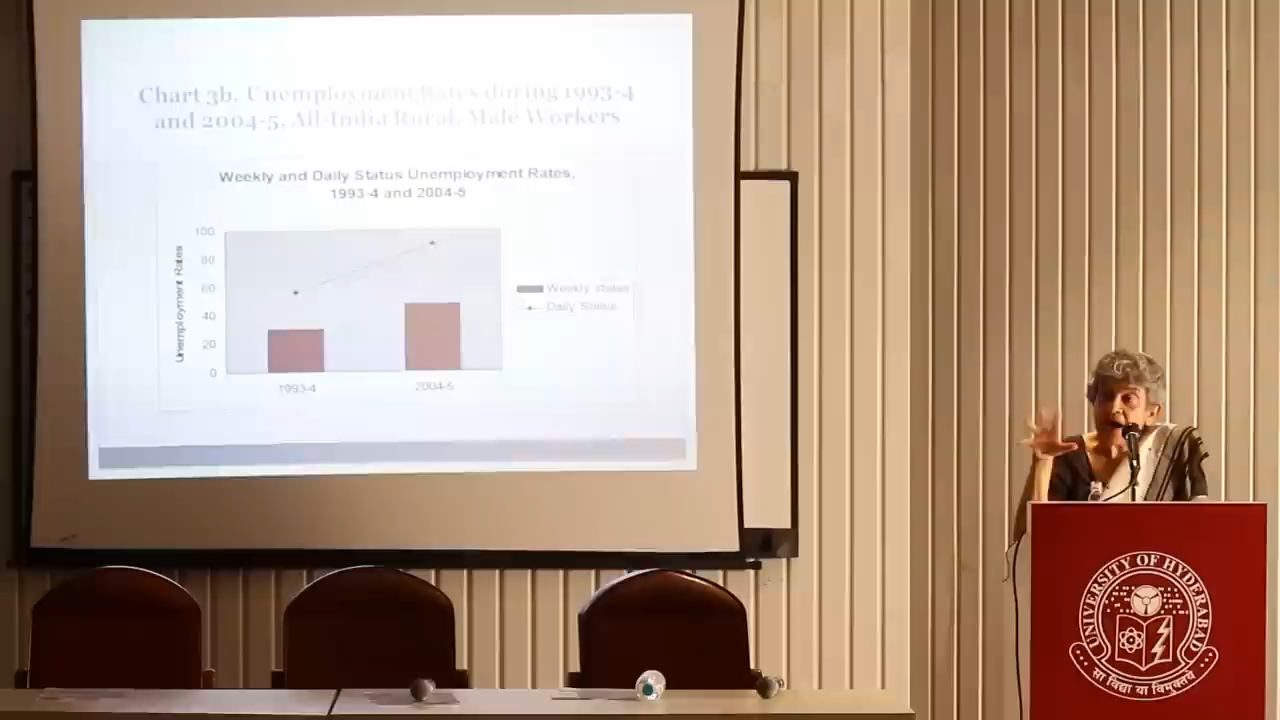 Chart 3b. Unemployment Rates during 1993-4
and 2004-5, All-India Rural, Male Workers
Weekly and Daily Status Unemployment Rates,
1993-4 and 2004-5
Unemployment Rates
100
80
60
40
20
0
1993-4
2004-5
Weekly status
Daily Status
UNIVERSITY OF HYDERABAD
सा विद्या या विमुक्तये